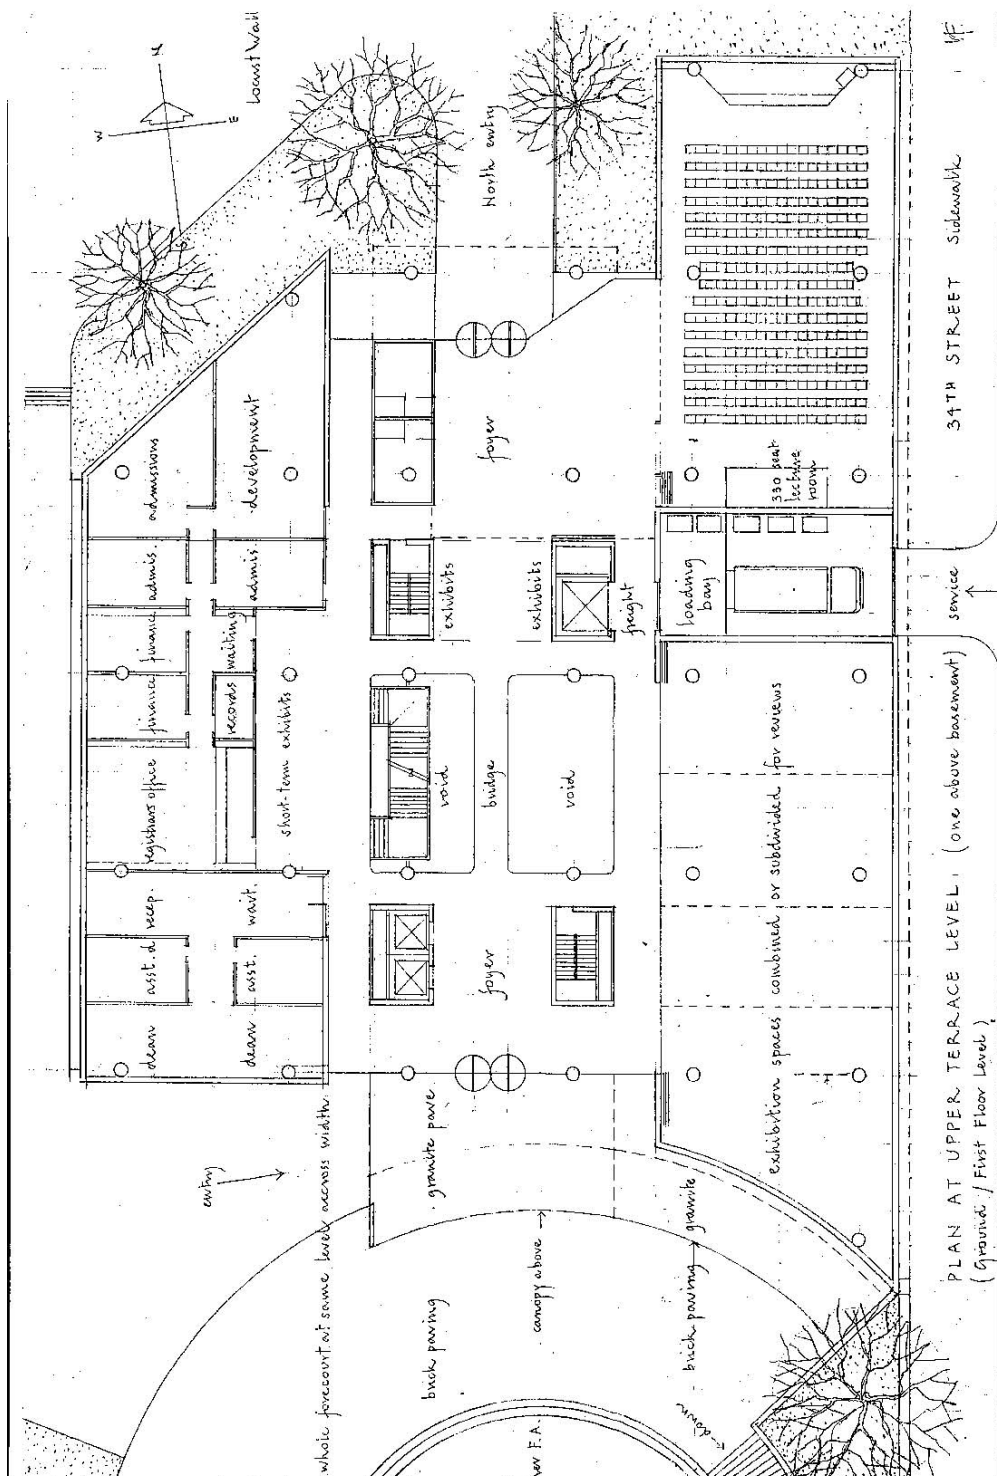 N
W
E
S
Locust Walk
North entry
34TH STREET Sidewalk
admissions
development
foyer
330 seat
lecture
room
admis.
admis.
exhibits
exhibits
freight
loading
bay
service
finance
finance
waiting
records
short-term exhibits
registrars office
void
bridge
void
exhibition spaces combined or subdivided for reviews
recep.
wait.
asst. d
asst.
dean
dean
foyer
entry
whole forecourt at same level accross width
granite pave
brick paving
canopy above
brick paving
granite
down
F.A.
PLAN AT UPPER TERRACE LEVEL. (one above basement)
(Ground / First Floor Level)